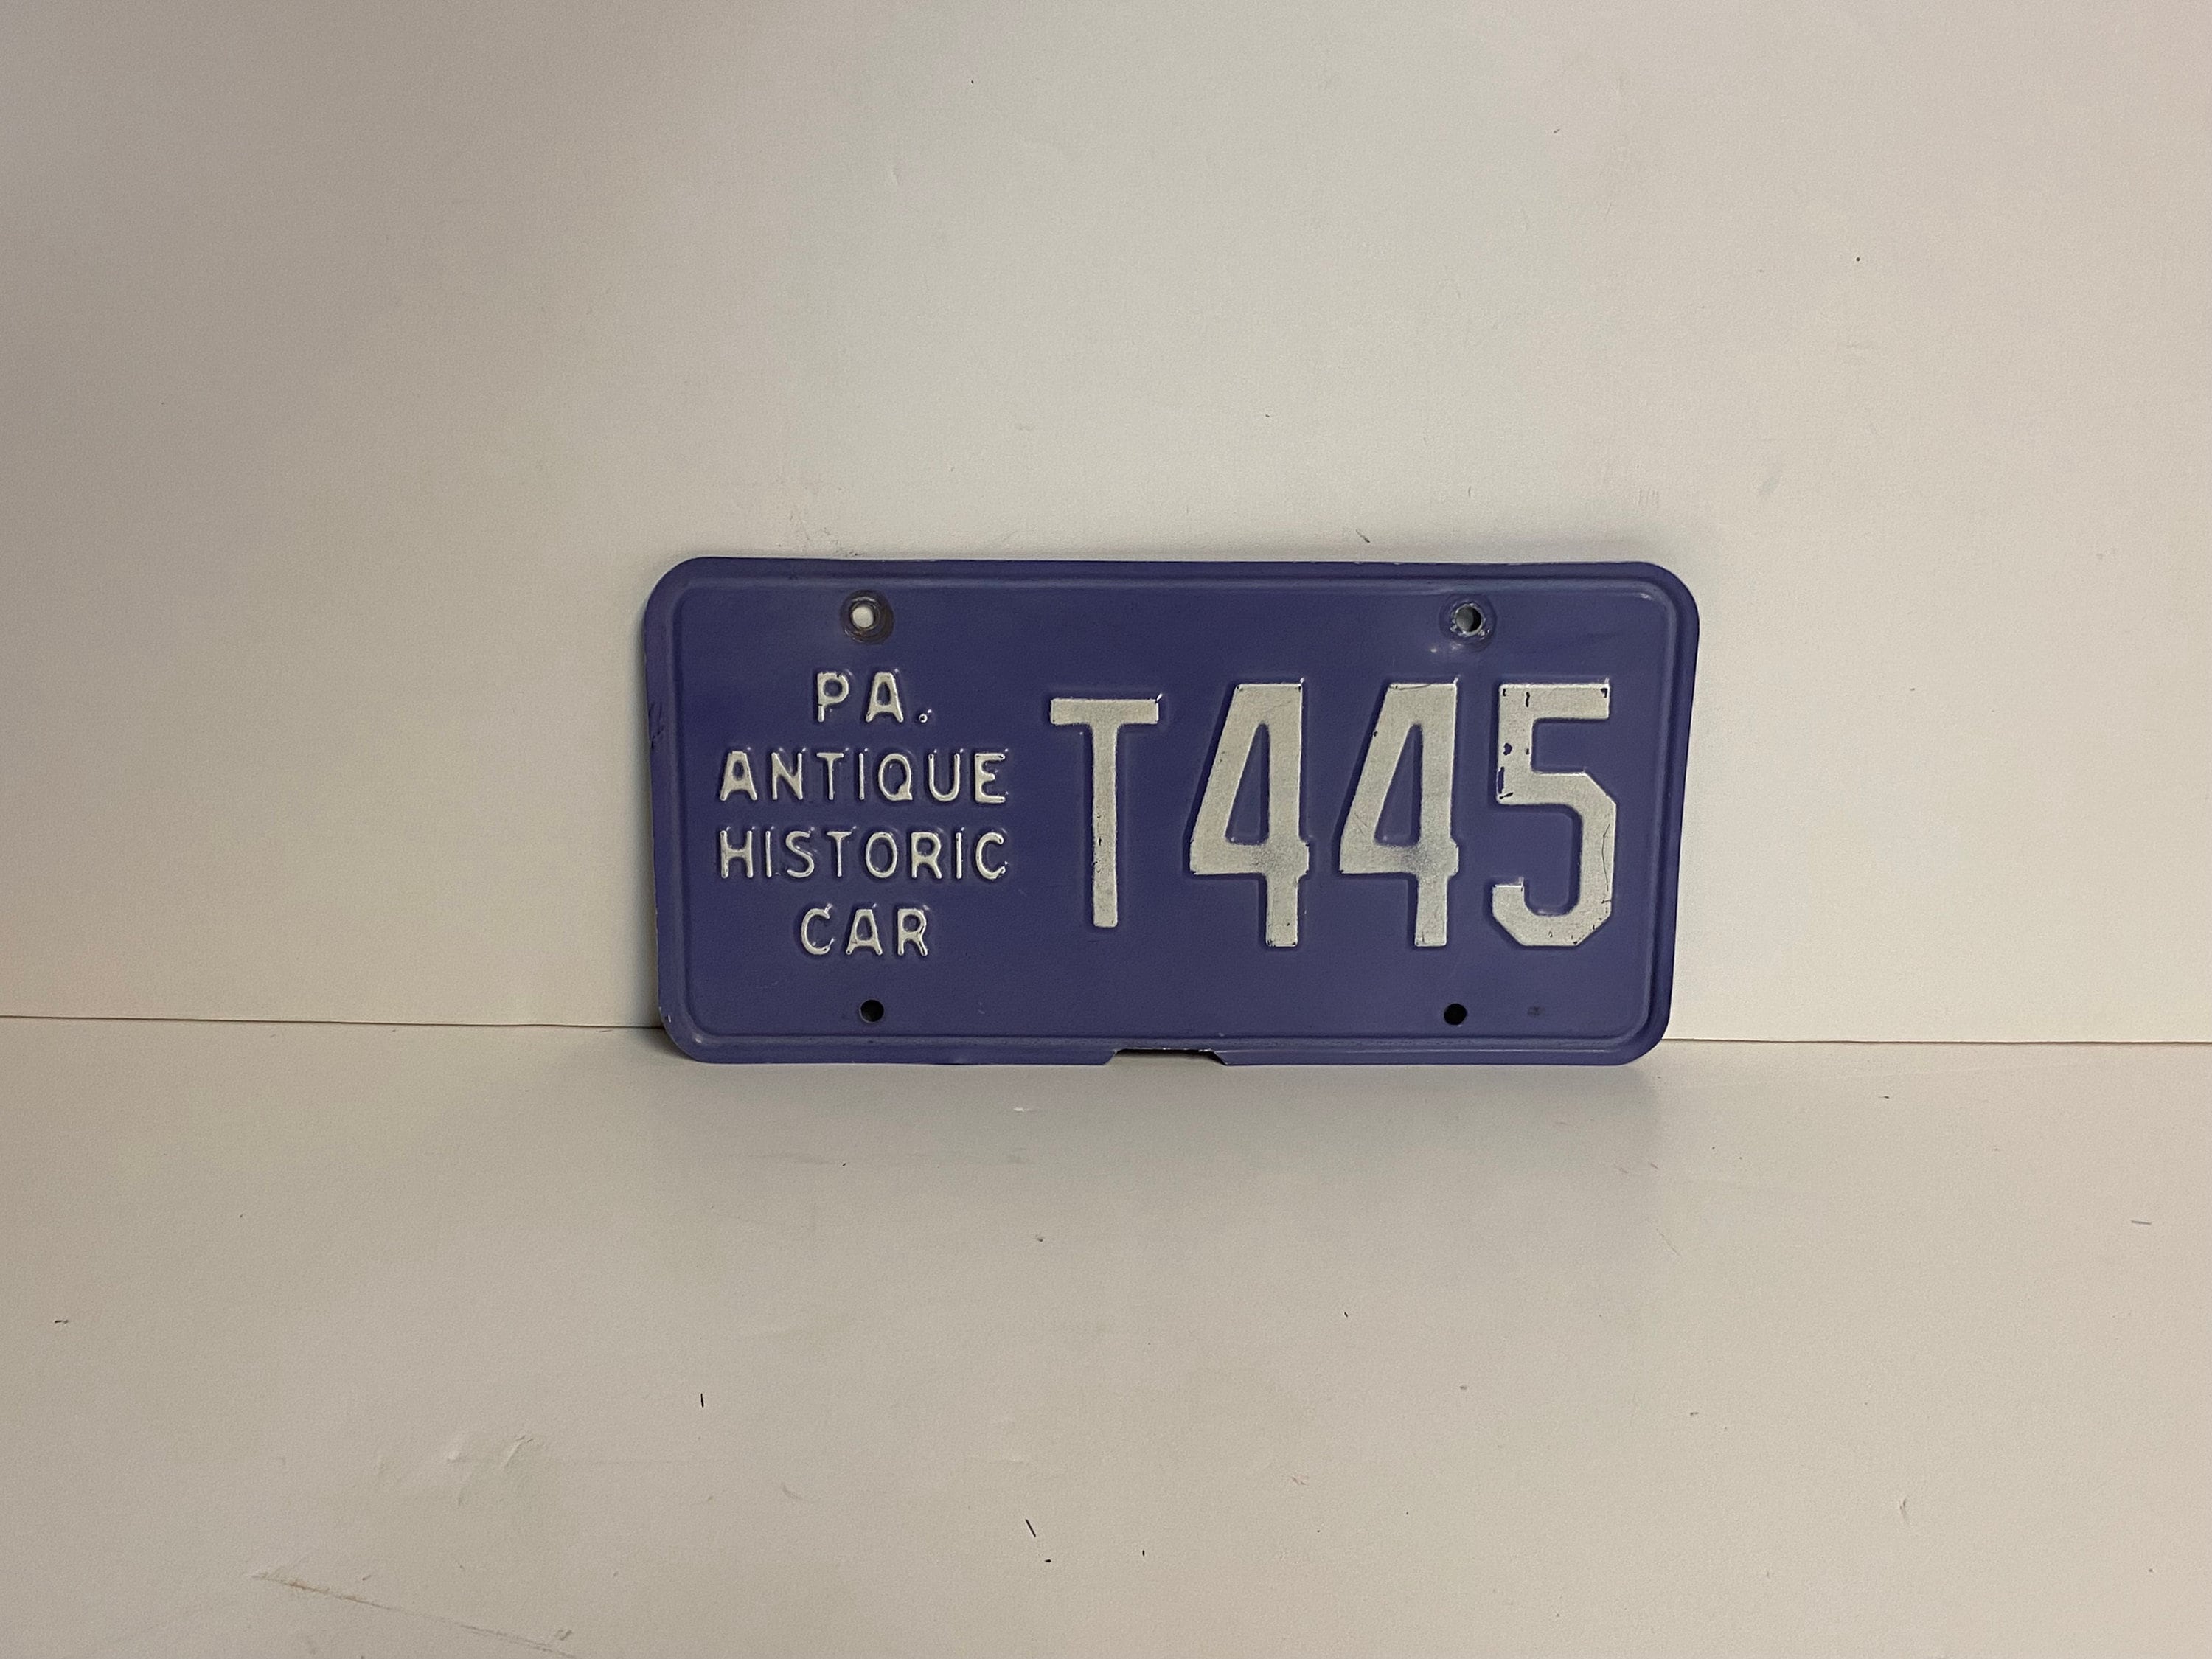 PA.
ANTIQUE
HISTORIC
CAR
T445